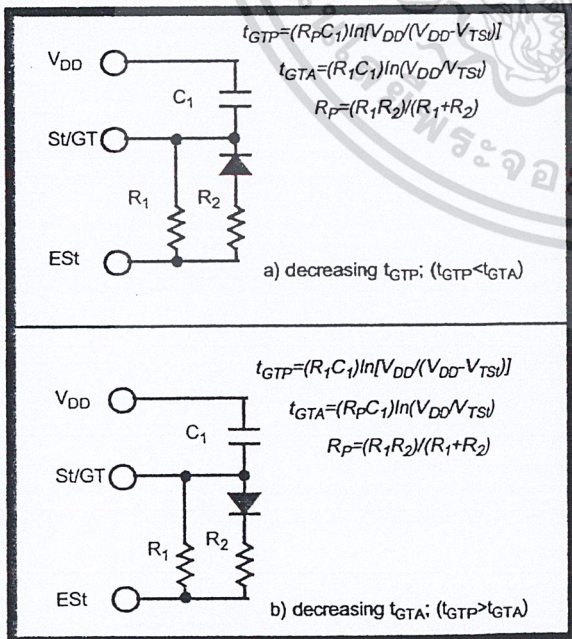 t_GTP=(R_PC_1)ln[V_DD/(V_DD-V_TSt)]
V_DD
t_GTA=(R_1C_1)ln(V_DD/V_TSt)
C_1
R_P=(R_1R_2)/(R_1+R_2)
St/GT
R_1
R_2
ESt
a) decreasing t_GTP; (t_GTP<t_GTA)
t_GTP=(R_1C_1)ln[V_DD/(V_DD-V_TSt)]
V_DD
t_GTA=(R_PC_1)ln(V_DD/V_TSt)
C_1
R_P=(R_1R_2)/(R_1+R_2)
St/GT
R_1
R_2
ESt
b) decreasing t_GTA; (t_GTP>t_GTA)